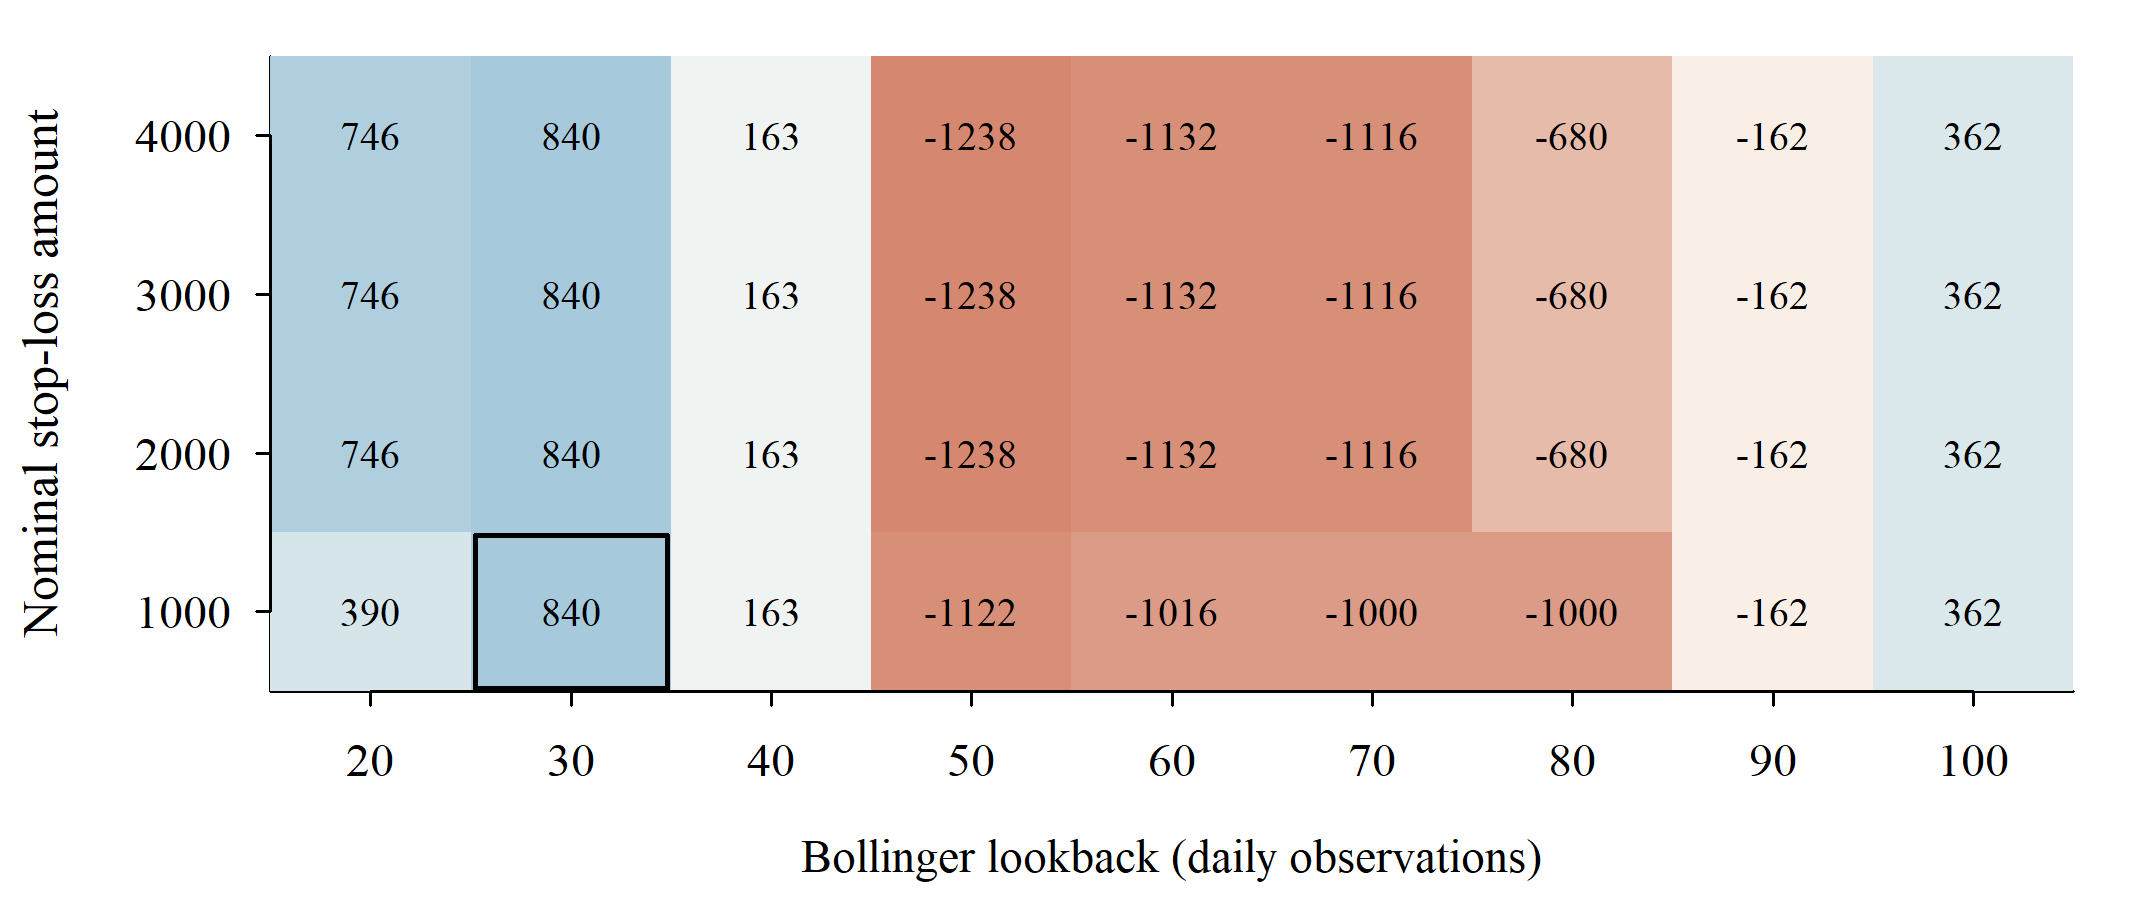 Nominal stop-loss amount
4000 746 840 163 -1238 -1132 -1116 -680 -162 362
3000 746 840 163 -1238 -1132 -1116 -680 -162 362
2000 746 840 163 -1238 -1132 -1116 -680 -162 362
1000 390 840 163 -1122 -1016 -1000 -1000 -162 362
20 30 40 50 60 70 80 90 100
Bollinger lookback (daily observations)